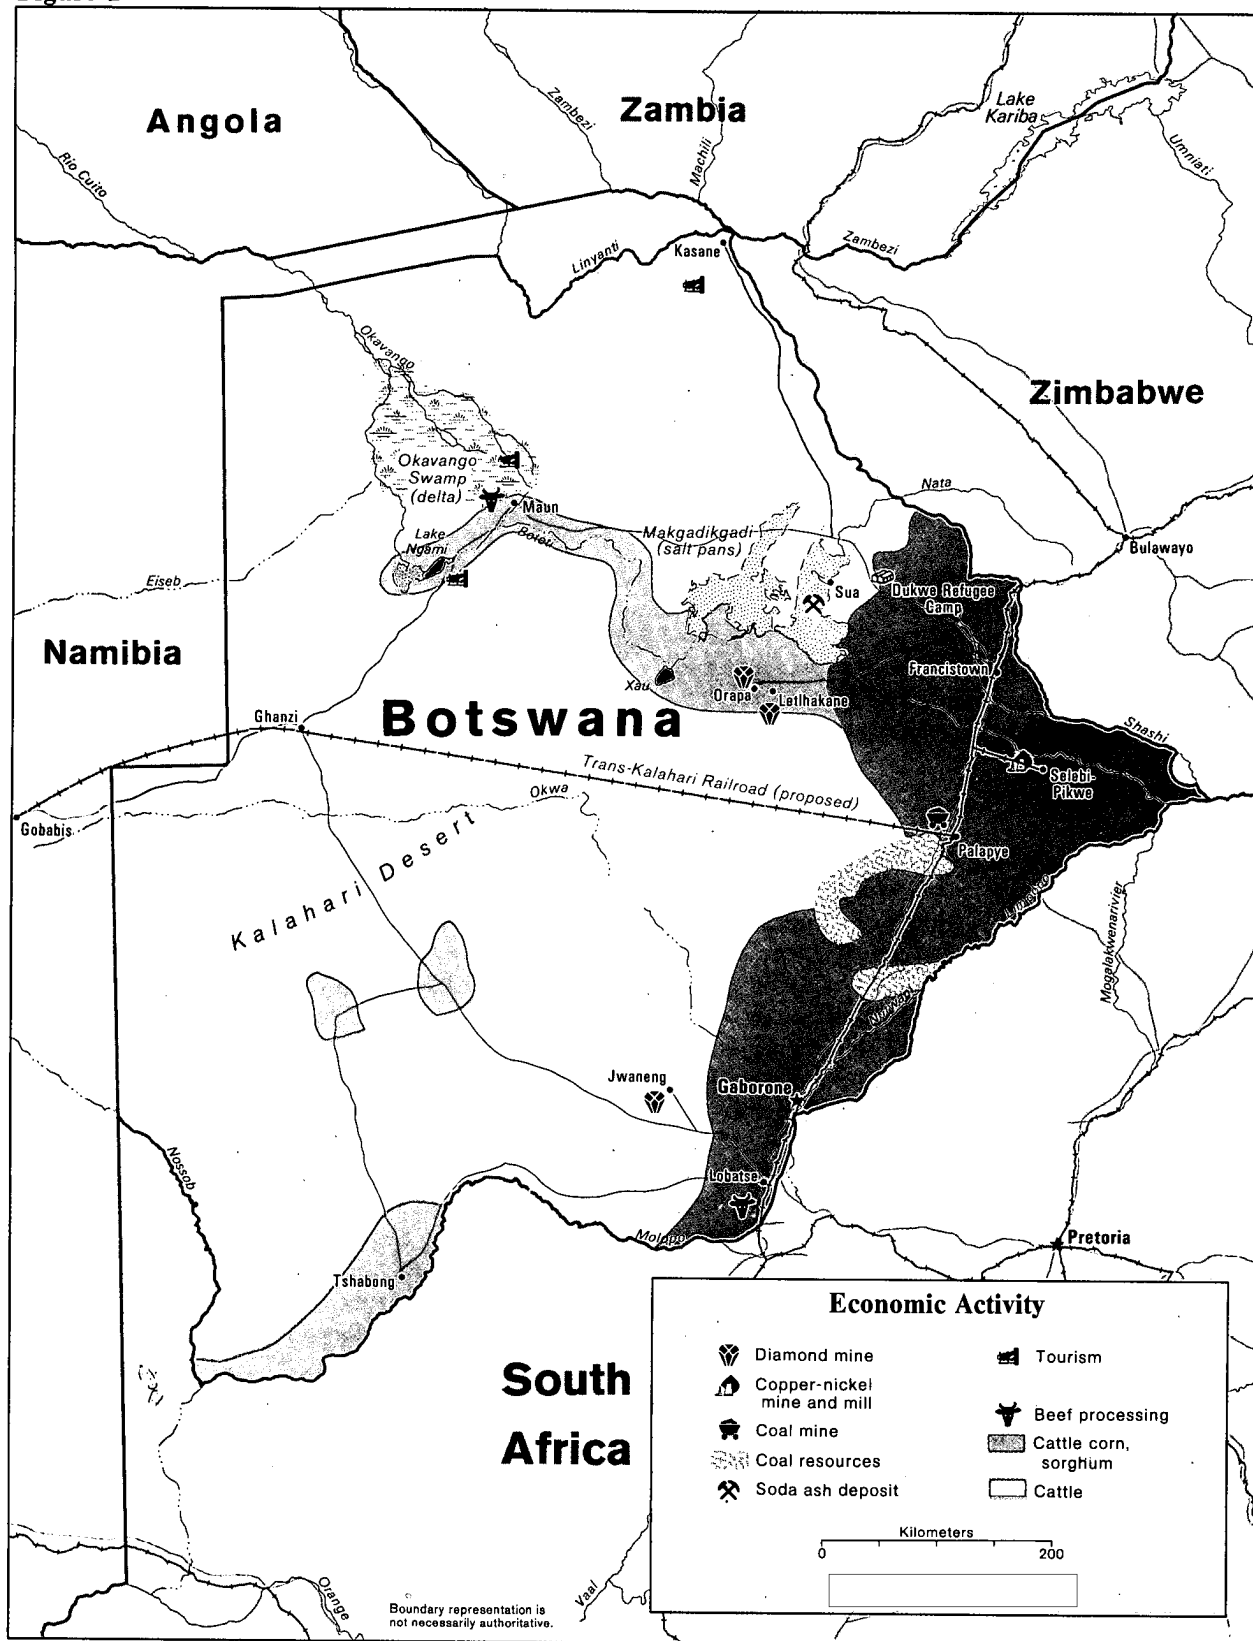 Angola
Zambia
Lake
Kariba
Zambezi
Machili
Umniati
Rio Cuito
Linyanti
Kasane
Zambezi
Okavango
Zimbabwe
Okavango
Swamp
(delta)
Maun
Nata
Lake
Ngami
Boteti
Makgadikgadi
(salt pans)
Bulawayo
Eiseb
Sua
Dukwe Refugee
Camp
Namibia
Francistown
Xau
Orapa
Letlhakane
Ghanzi
Botswana
Shashi
Trans-Kalahari Railroad (proposed)
Selebi-
Pikwe
Okwa
Gobabis
Palapye
Kalahari Desert
Limpopo
Mogalakwenarivier
Jwaneng
Gaborone
Nossob
Lobatse
Molopo
Pretoria
Tshabong
South
Africa
Economic Activity
Diamond mine
Copper-nickel
mine and mill
Coal mine
Coal resources
Soda ash deposit
Tourism
Beef processing
Cattle corn,
sorghum
Cattle
Kilometers
0 200
Orange
Vaal
Boundary representation is
not necessarily authoritative.